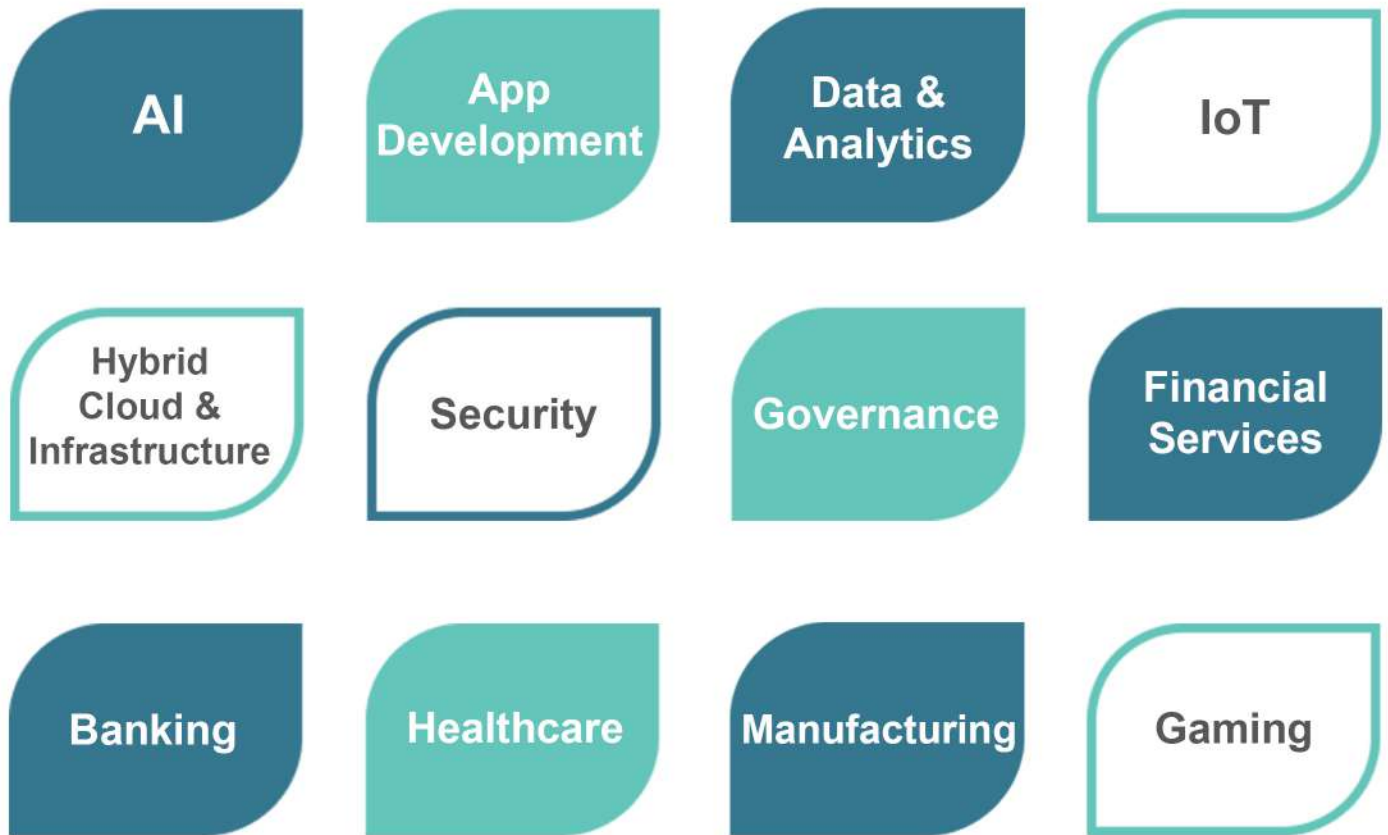 AI
App
Development
Data &
Analytics
IoT
Hybrid
Cloud &
Infrastructure
Security
Governance
Financial
Services
Banking
Healthcare
Manufacturing
Gaming